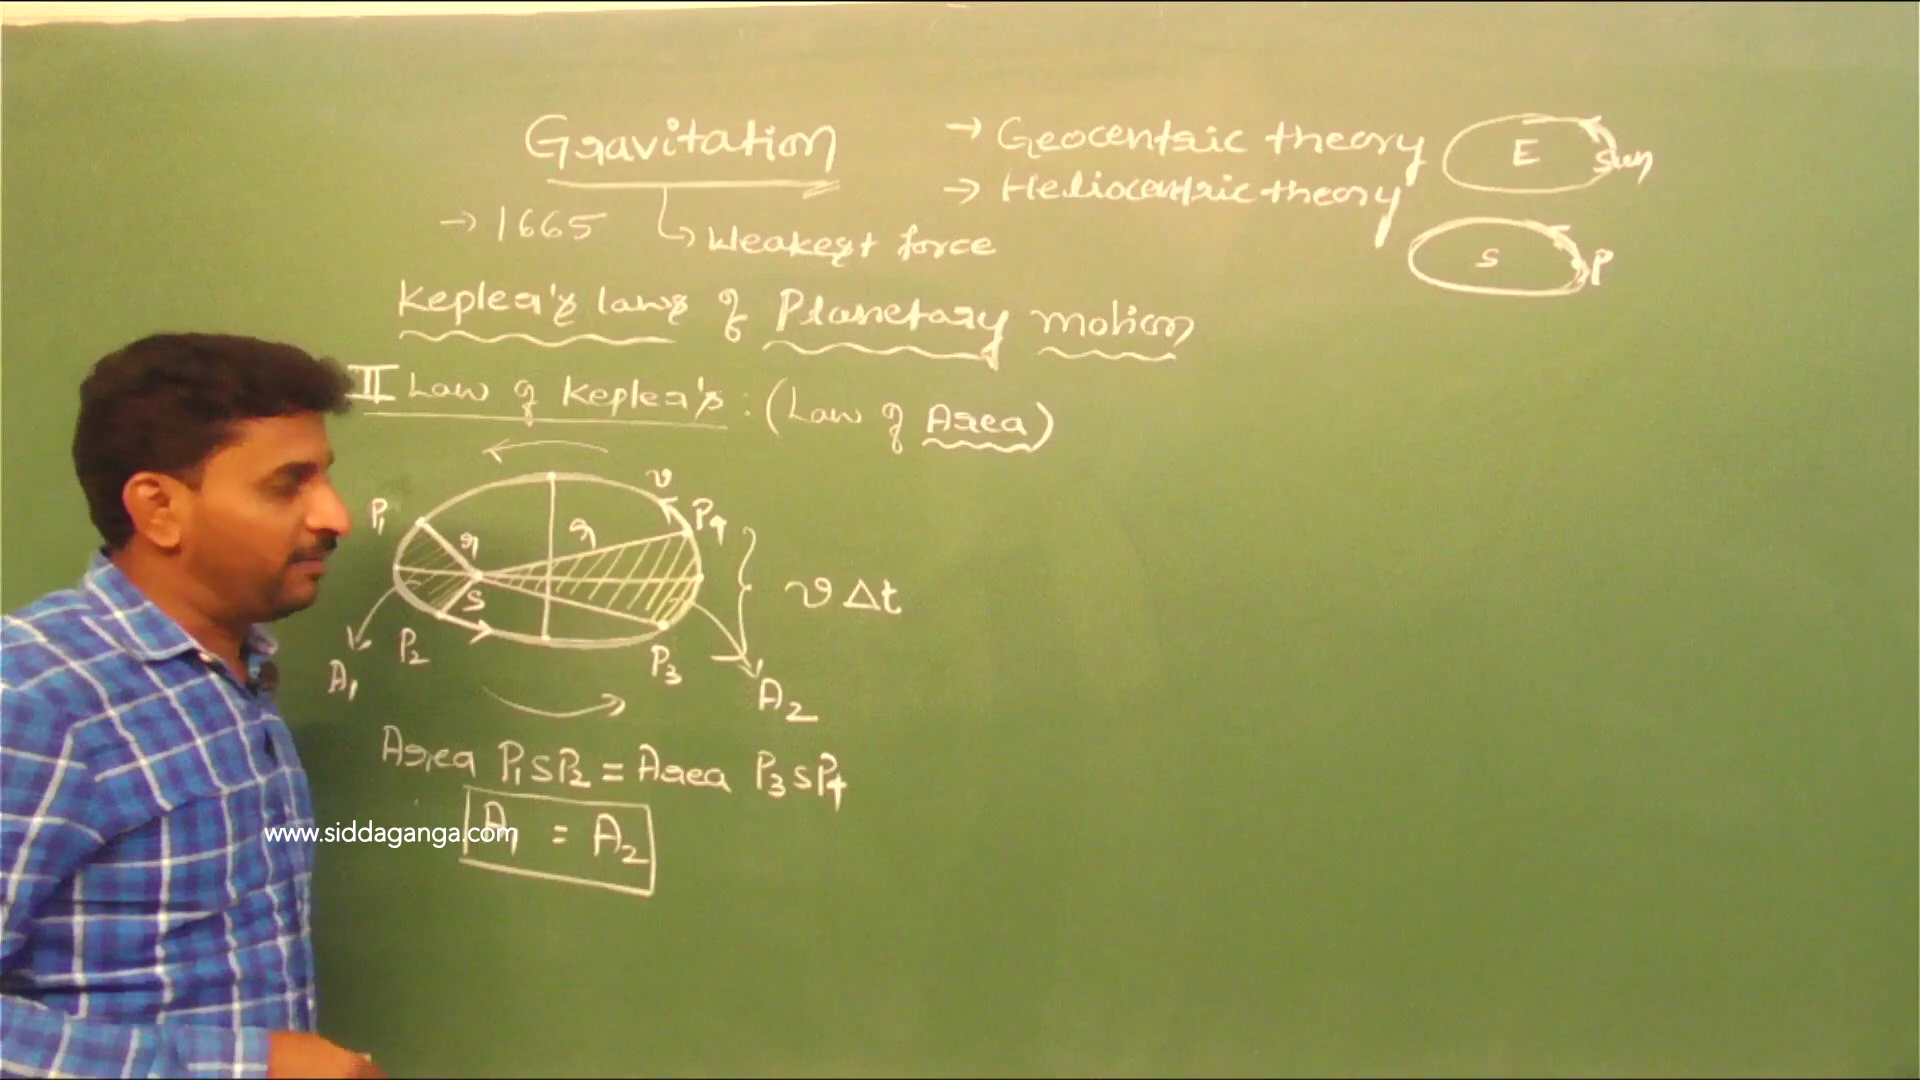 Gravitation
→ Geocentric theory
E
Sun
→ Heliocentric theory
S
P
→ 1665
↳ Weakest force
Kepler's laws of Planetary motion
II Law of Kepler's : (Law of Area)
v
P₁
r
r
P₄
S
v Δt
P₂
P₃
A₁
A₂
Area P₁SP₂ = Area P₃SP₄
A₁ = A₂
www.siddaganga.com